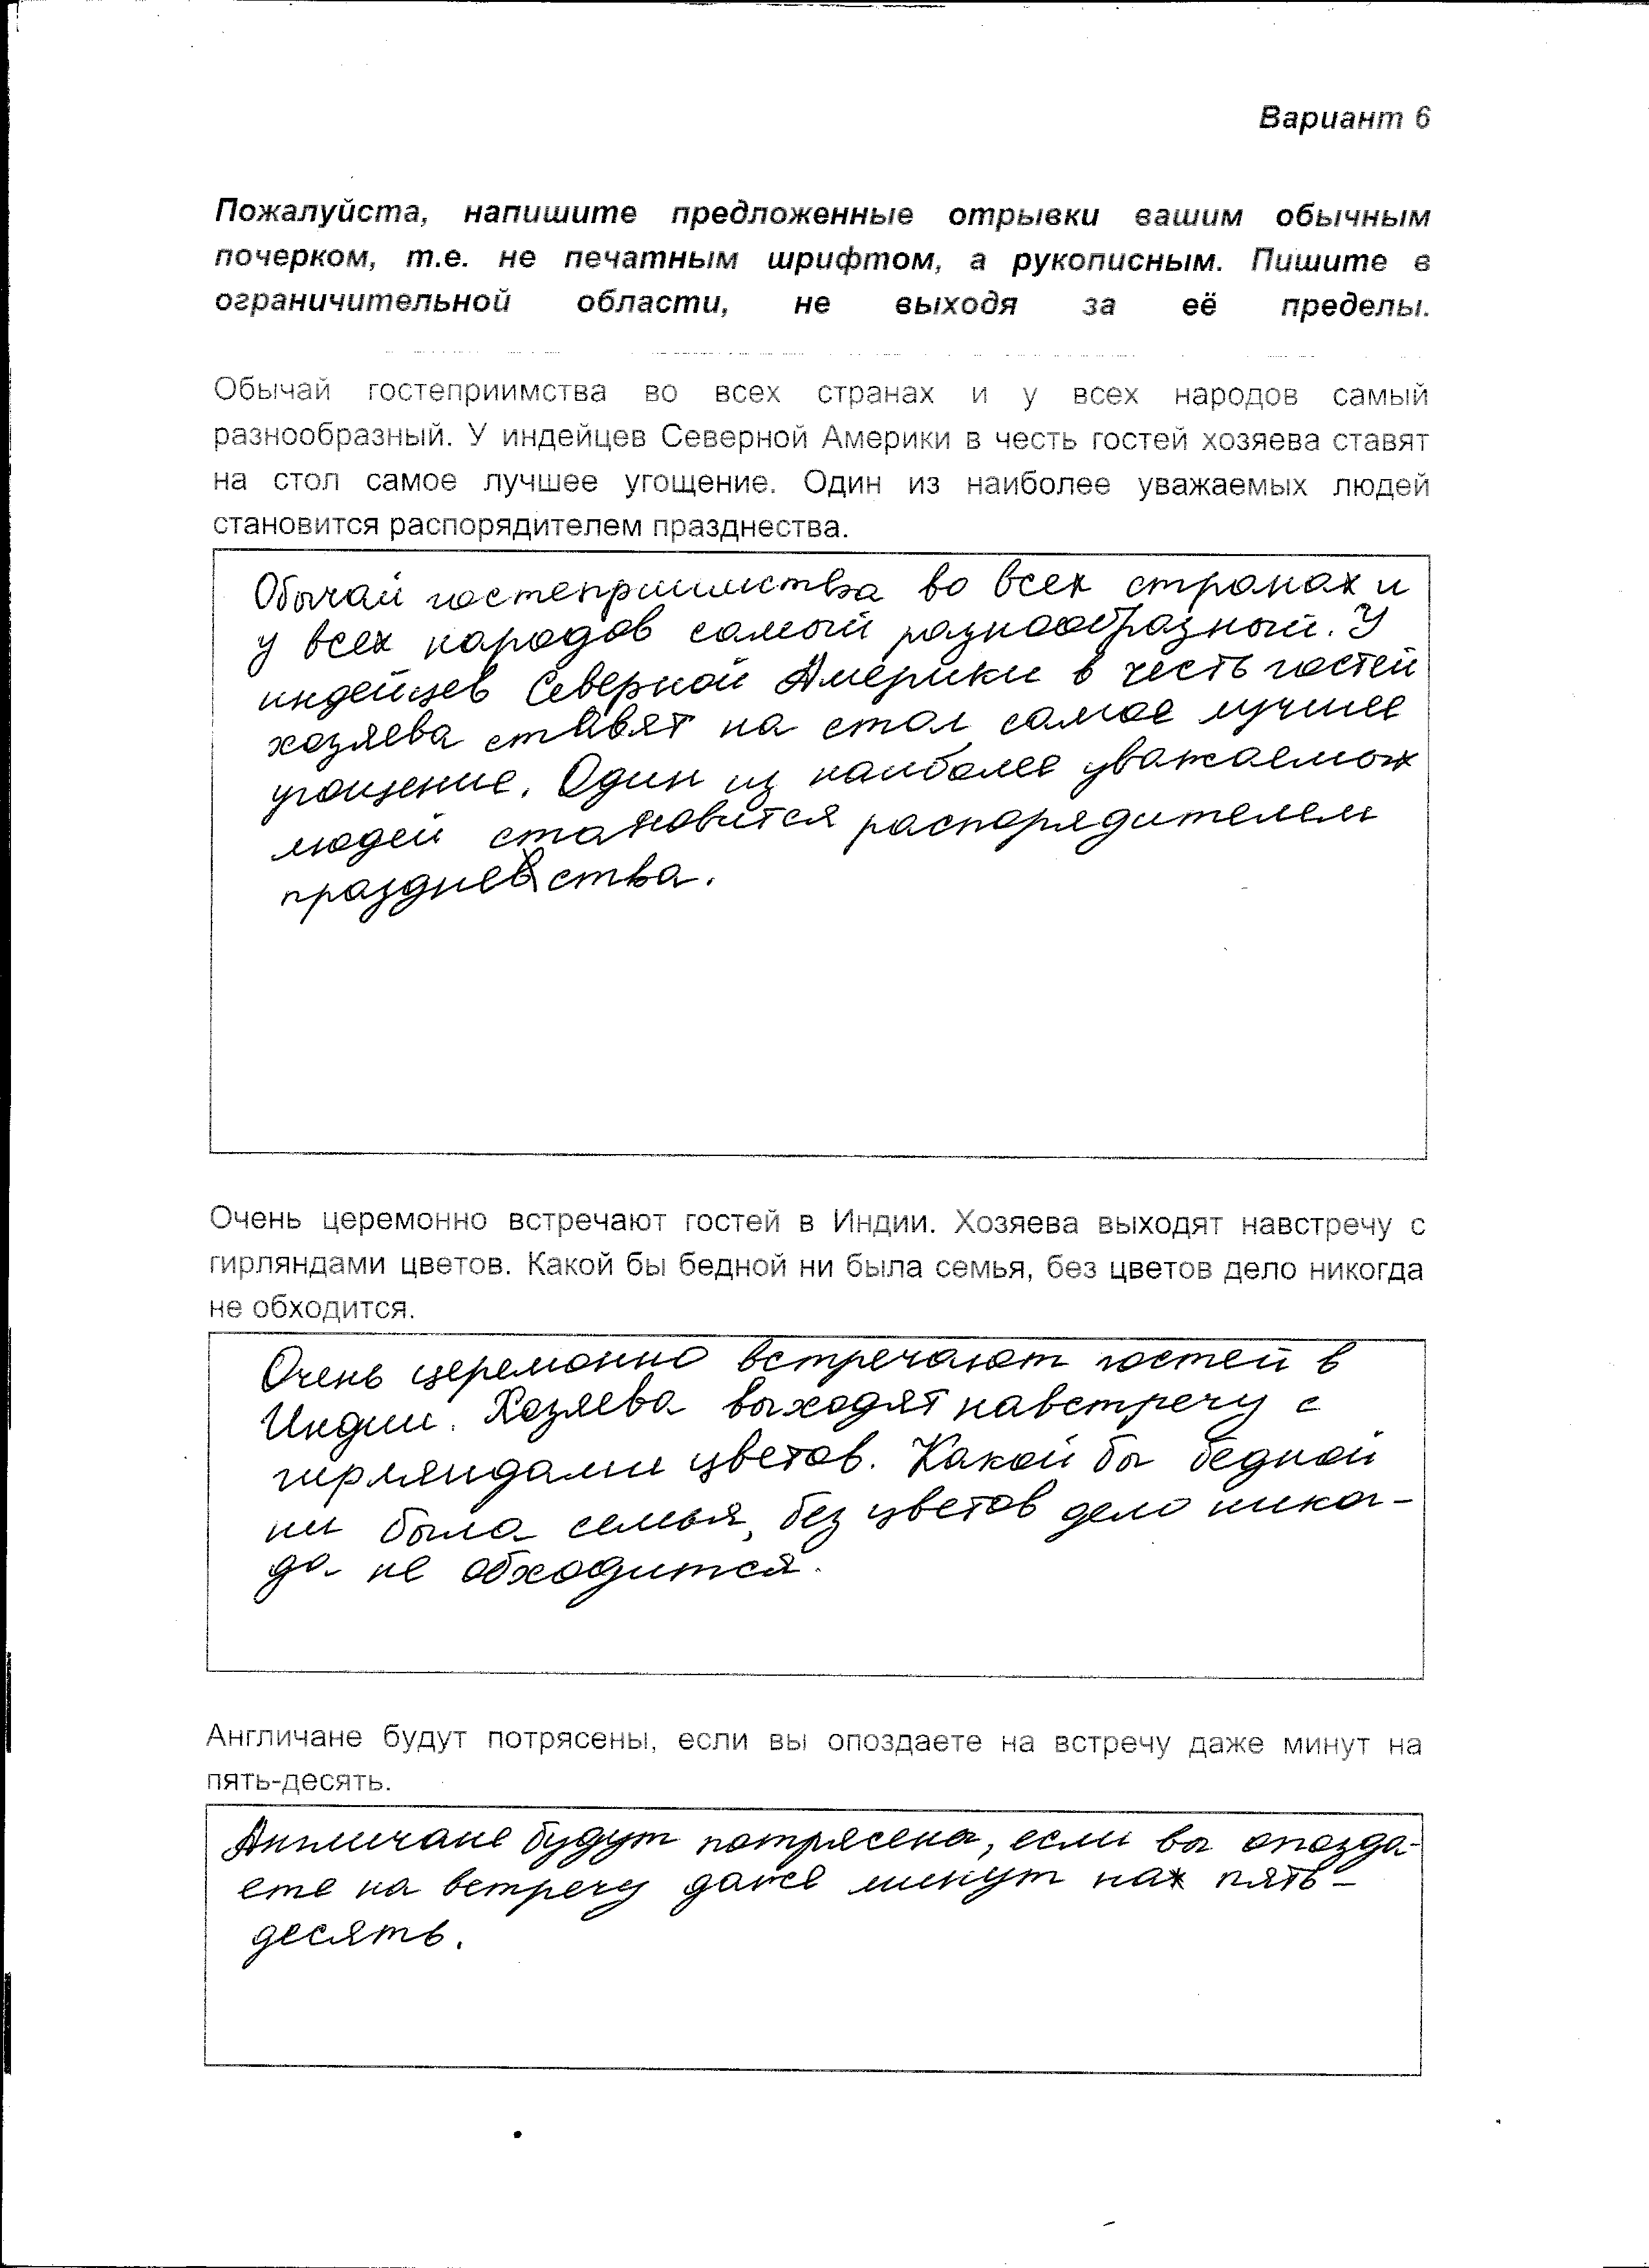 Вариант 6
Пожалуйста, напишите предложенные отрывки вашим обычным
почерком, т.е. не печатным шрифтом, а рукописным. Пишите в
ограничительной области, не выходя за её пределы.
Обычай гостеприимства во всех странах и у всех народов самый
разнообразный. У индейцев Северной Америки в честь гостей хозяева ставят
на стол самое лучшее угощение. Один из наиболее уважаемых людей
становится распорядителем празднества.
Обычай гостеприимства во всех странах и
у всех народов самый разнообразный. У
индейцев Северной Америки в честь гостей
хозяева ставят на стол самое лучшее
угощение. Один из наиболее уважаемых
людей становится распорядителем
празднества.
Очень церемонно встречают гостей в Индии. Хозяева выходят навстречу с
гирляндами цветов. Какой бы бедной ни была семья, без цветов дело никогда
не обходится.
Очень церемонно встречают гостей в
Индии. Хозяева выходят навстречу с
гирляндами цветов. Какой бы бедной
ни была семья, без цветов дело никог-
да не обходится.
Англичане будут потрясены, если вы опоздаете на встречу даже минут на
пять-десять.
Англичане будут потрясены, если вы опозда-
ете на встречу даже минут на пять-
десять.